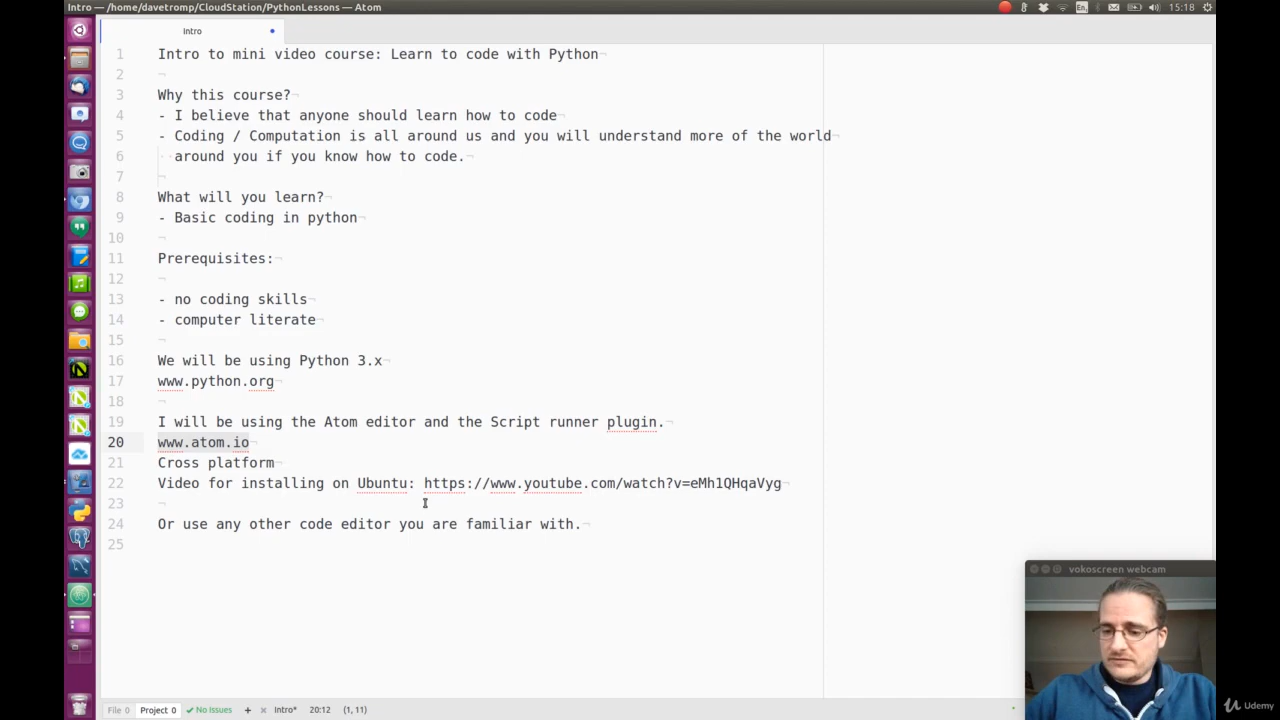 Intro — /home/davetromp/CloudStation/PythonLessons — Atom
En
15:18
Intro
1 Intro to mini video course: Learn to code with Python
2
3 Why this course?
4 - I believe that anyone should learn how to code
5 - Coding / Computation is all around us and you will understand more of the world
6 around you if you know how to code.
7
8 What will you learn?
9 - Basic coding in python
10
11 Prerequisites:
12
13 - no coding skills
14 - computer literate
15
16 We will be using Python 3.x
17 www.python.org
18
19 I will be using the Atom editor and the Script runner plugin.
20 www.atom.io
21 Cross platform
22 Video for installing on Ubuntu: https://www.youtube.com/watch?v=eMh1QHqaVyg
23
24 Or use any other code editor you are familiar with.
25
vokoscreen webcam
File 0 Project 0 No Issues Intro* 20:12 (1, 11)
Udemy